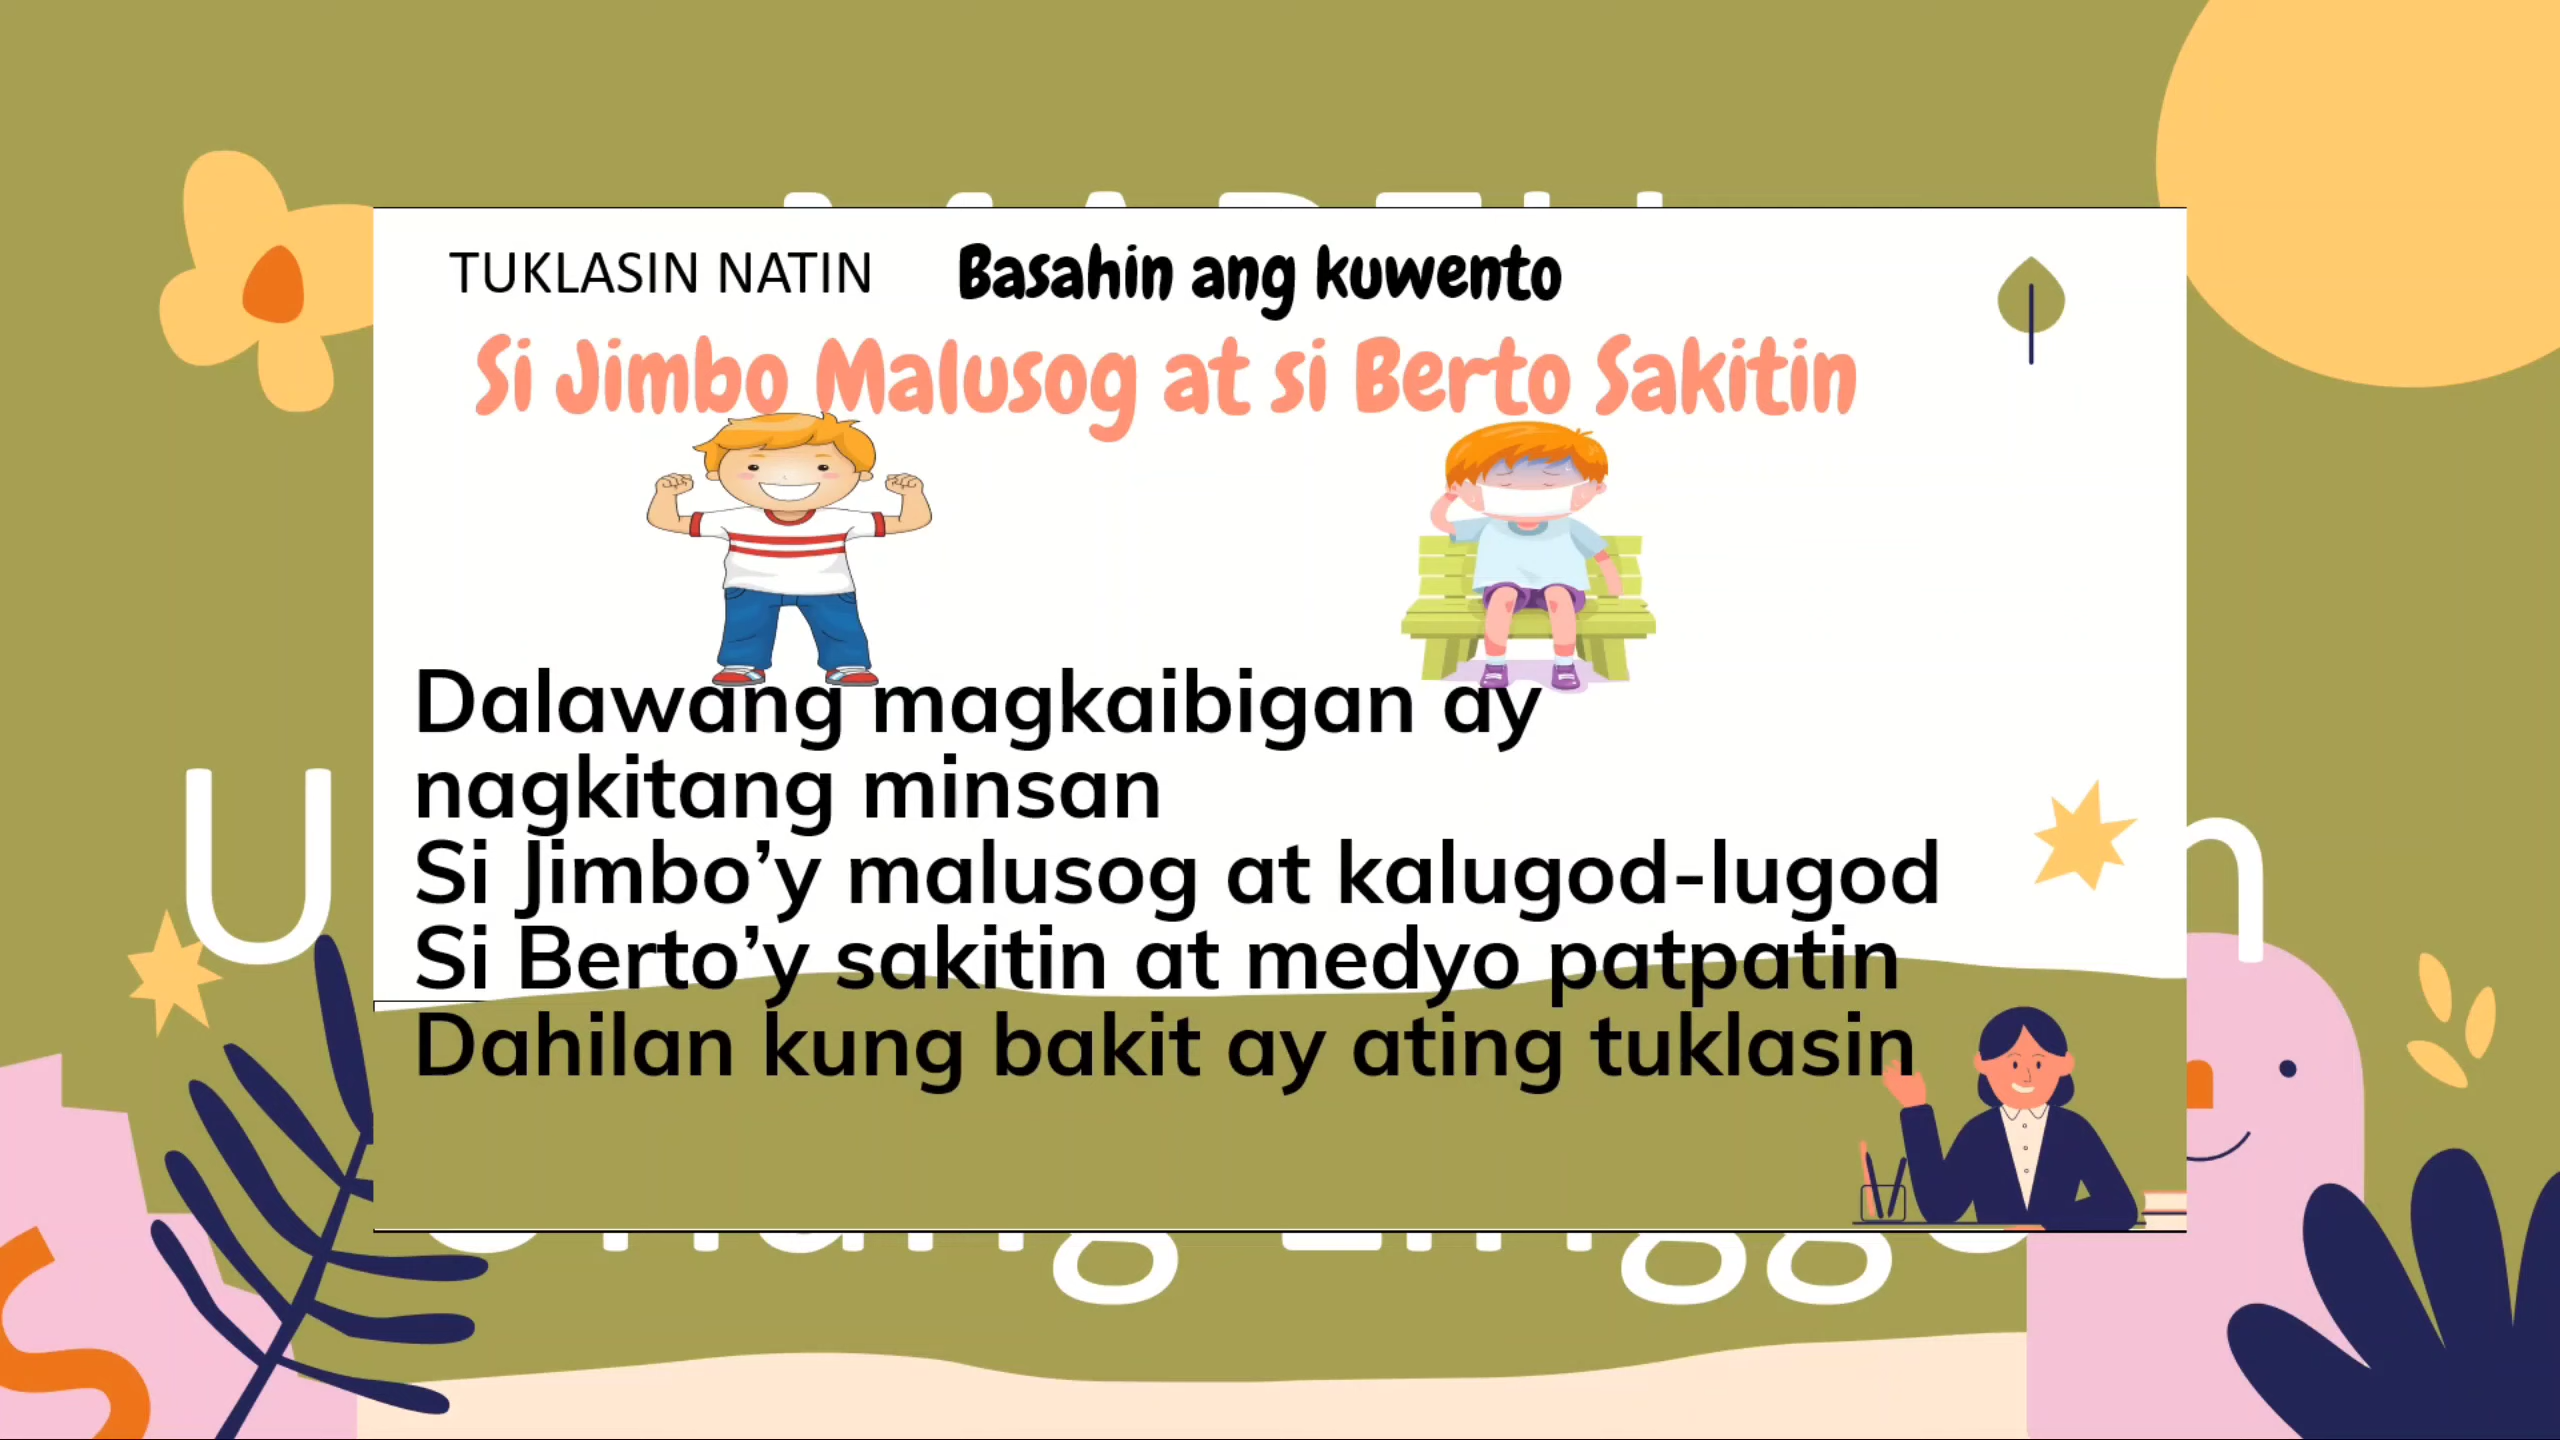 TUKLASIN NATIN Basahin ang kuwento
Si Jimbo Malusog at si Berto Sakitin
Dalawang magkaibigan ay
nagkitang minsan
Si Jimbo’y malusog at kalugod-lugod
Si Berto’y sakitin at medyo patpatin
Dahilan kung bakit ay ating tuklasin